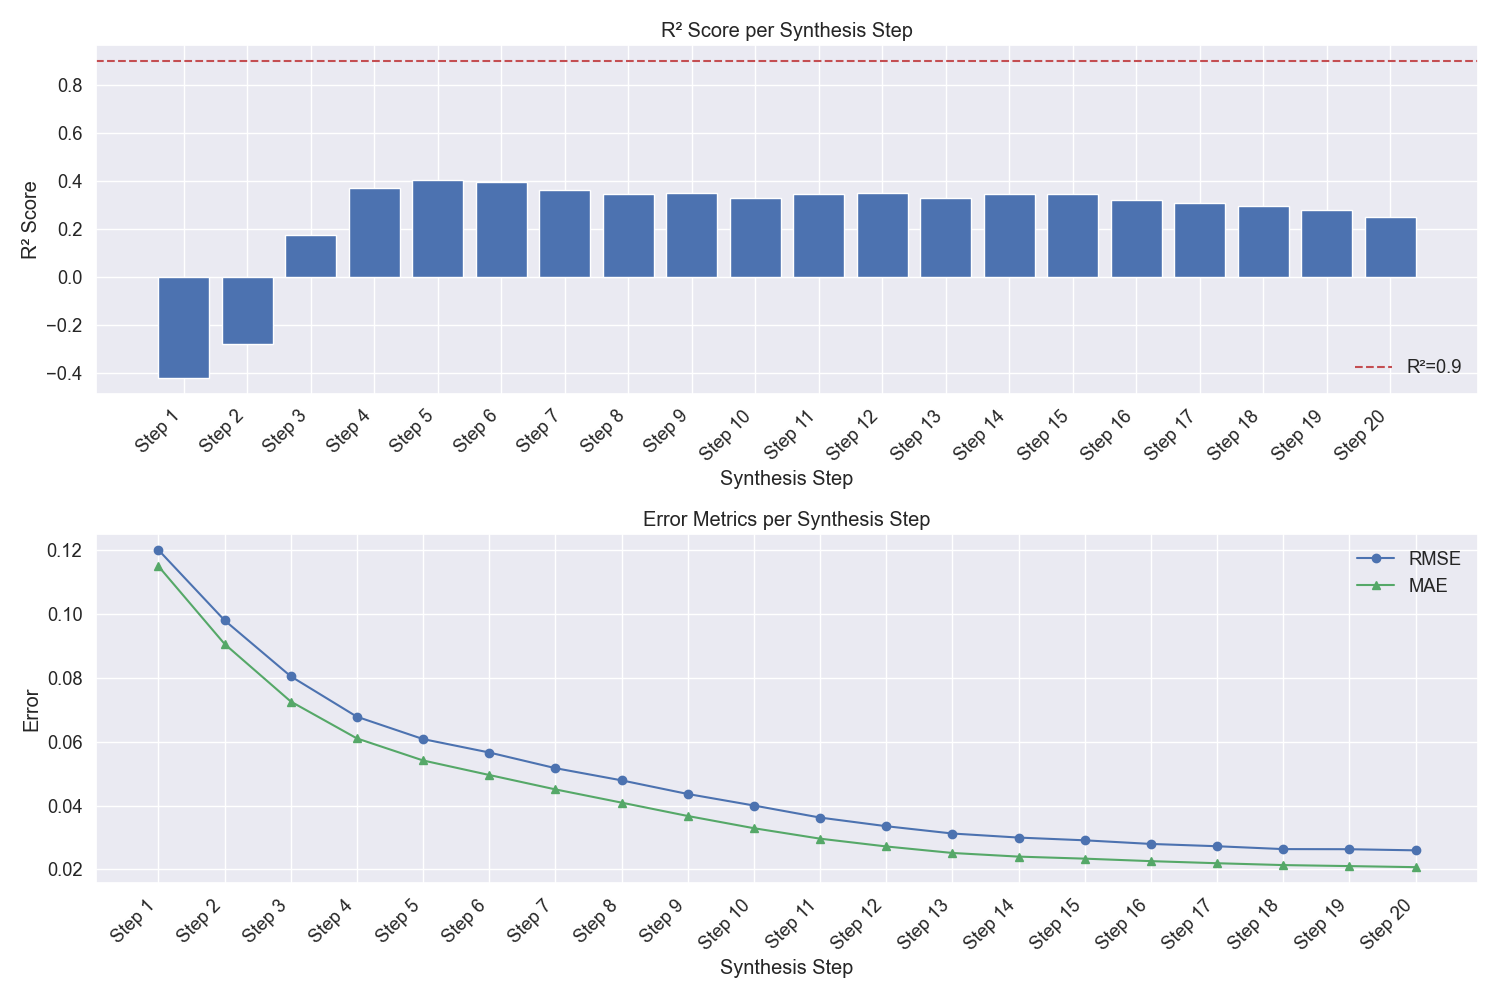 R² Score per Synthesis Step
R² Score
0.8
0.6
0.4
0.2
0.0
−0.2
−0.4
R²=0.9
Step 1
Step 2
Step 3
Step 4
Step 5
Step 6
Step 7
Step 8
Step 9
Step 10
Step 11
Step 12
Step 13
Step 14
Step 15
Step 16
Step 17
Step 18
Step 19
Step 20
Synthesis Step
Error Metrics per Synthesis Step
Error
0.12
0.10
0.08
0.06
0.04
0.02
RMSE
MAE
Step 1
Step 2
Step 3
Step 4
Step 5
Step 6
Step 7
Step 8
Step 9
Step 10
Step 11
Step 12
Step 13
Step 14
Step 15
Step 16
Step 17
Step 18
Step 19
Step 20
Synthesis Step